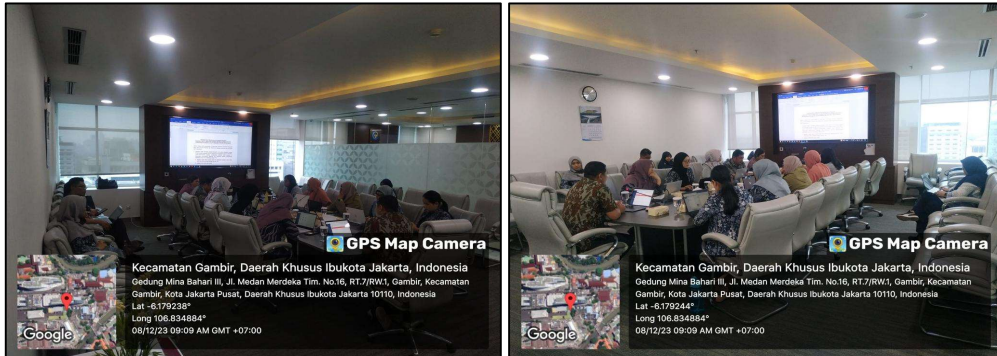 GPS Map Camera
Kecamatan Gambir, Daerah Khusus Ibukota Jakarta, Indonesia
Gedung Mina Bahari III, Jl. Medan Merdeka Tim. No.16, RT.7/RW.1, Gambir, Kecamatan
Gambir, Kota Jakarta Pusat, Daerah Khusus Ibukota Jakarta 10110, Indonesia
Lat -6.179238°
Long 106.834884°
08/12/23 09:09 AM GMT +07:00
Google
GPS Map Camera
Kecamatan Gambir, Daerah Khusus Ibukota Jakarta, Indonesia
Gedung Mina Bahari III, Jl. Medan Merdeka Tim. No.16, RT.7/RW.1, Gambir, Kecamatan
Gambir, Kota Jakarta Pusat, Daerah Khusus Ibukota Jakarta 10110, Indonesia
Lat -6.179244°
Long 106.834884°
08/12/23 09:09 AM GMT +07:00
Google